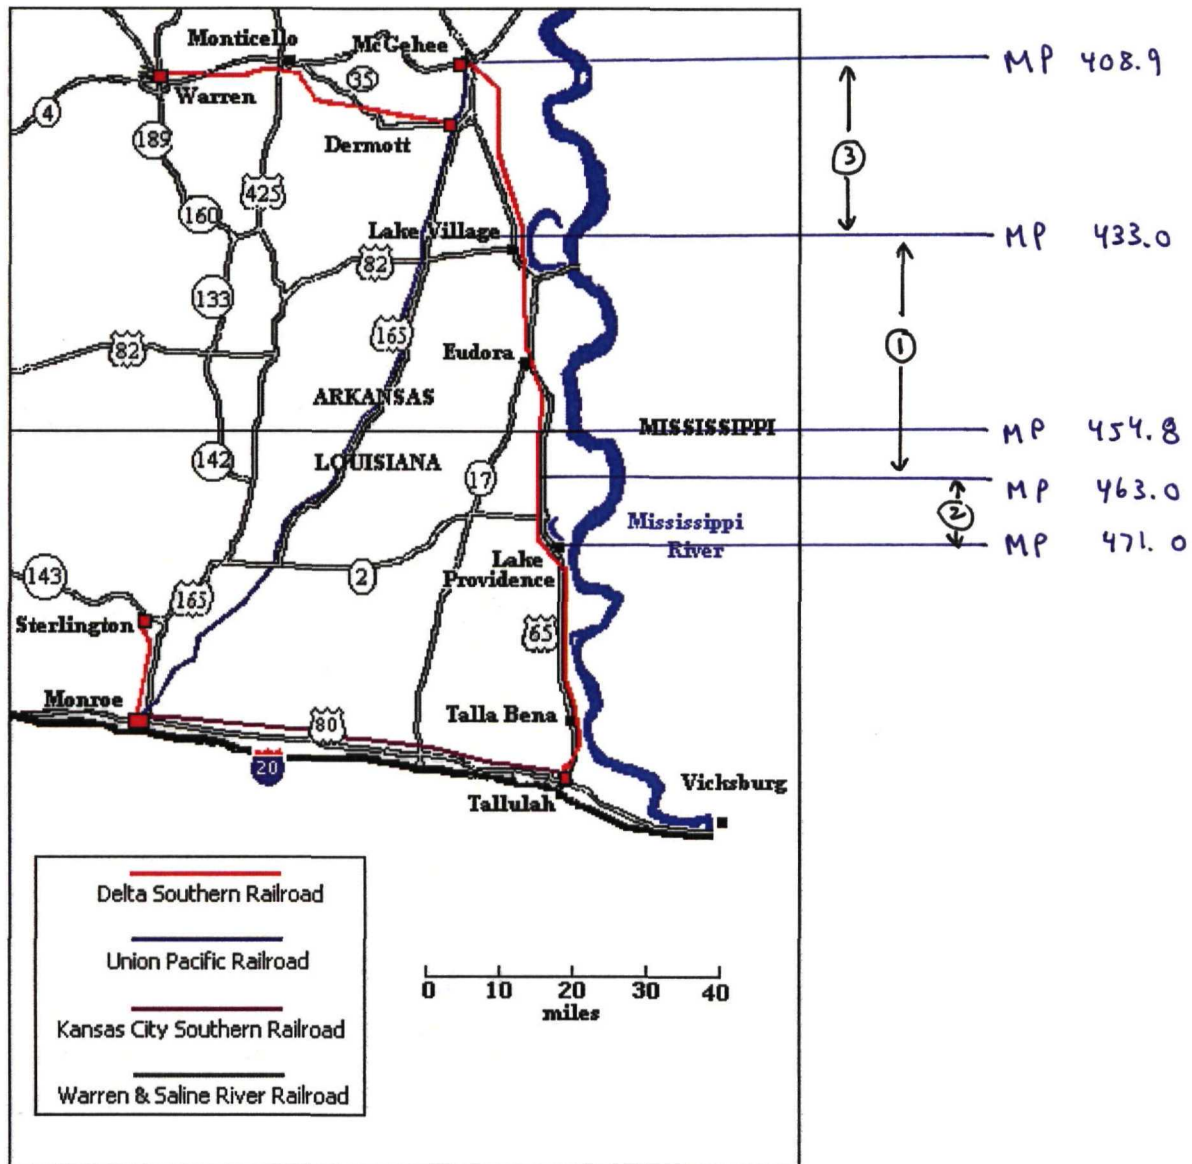 Monticello
McGehee
MP 408.9
35
Warren
4
3
189
Dermott
425
160
Lake Village
MP 433.0
82
133
165
1
82
Eudora
ARKANSAS
MISSISSIPPI
MP 454.8
142
LOUISIANA
17
MP 463.0
2
Mississippi
River
MP 471.0
Lake
Providence
143
2
165
Sterlington
65
Monroe
80
Talla Bena
20
Vicksburg
Tallulah
Delta Southern Railroad
Union Pacific Railroad
0 10 20 30 40
miles
Kansas City Southern Railroad
Warren & Saline River Railroad